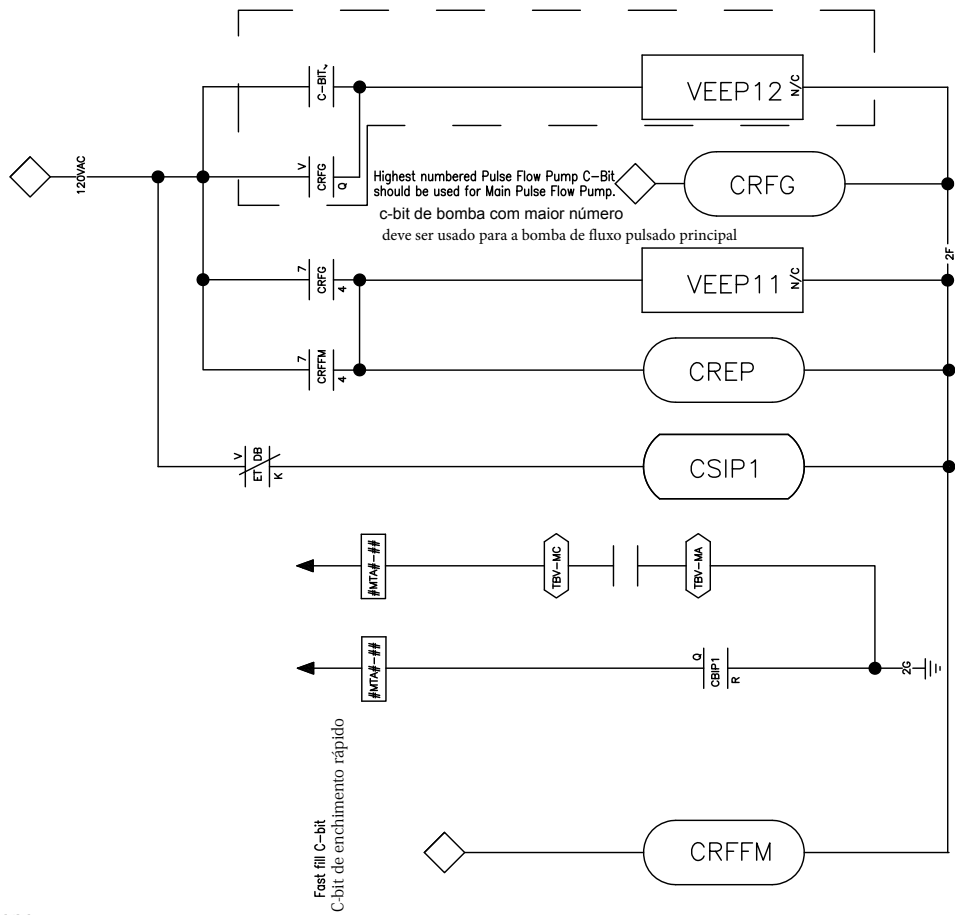 120VAC
C-BIT
VEEP12
N/C
V
CRFG
Q
Highest numbered Pulse Flow Pump C-Bit
should be used for Main Pulse Flow Pump.
c-bit de bomba com maior número
deve ser usado para a bomba de fluxo pulsado principal
CRFG
2F
7
CRFG
4
VEEP11
N/C
7
CRFFM
4
CREP
V
ET DB
K
CSIP1
#MTA#-##
TBV-MC
TBV-MA
#MTA#-##
Q
CBIP1
R
2G
Fast fill C-bit
C-bit de enchimento rápido
CRFFM